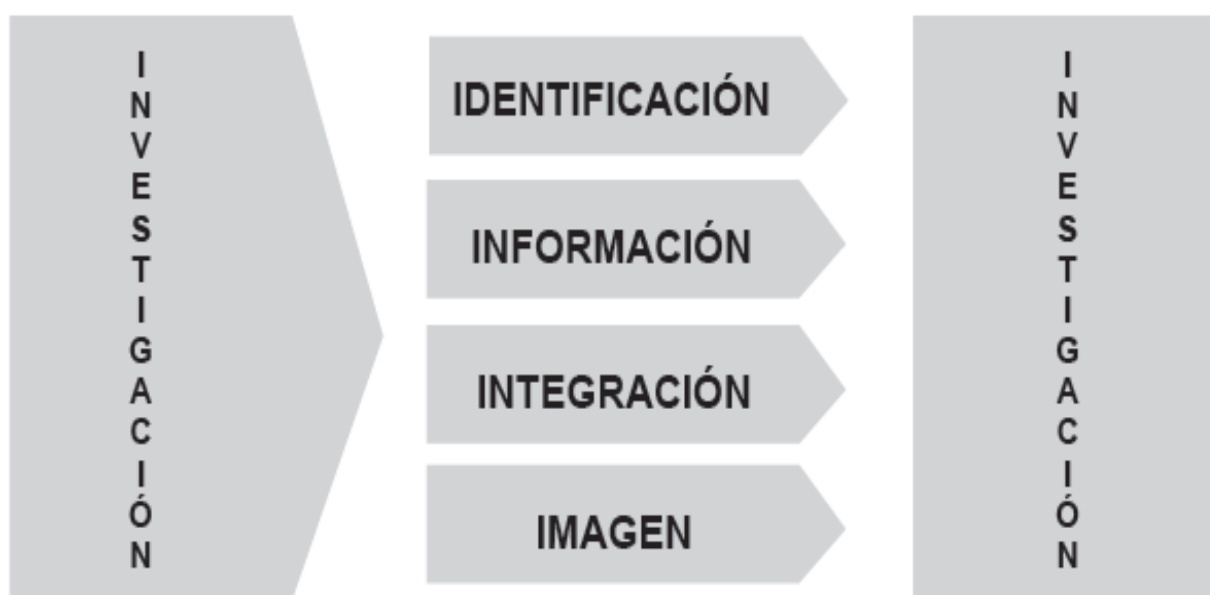 INVESTIGACIÓN
IDENTIFICACIÓN
INFORMACIÓN
INTEGRACIÓN
IMAGEN
INVESTIGACIÓN